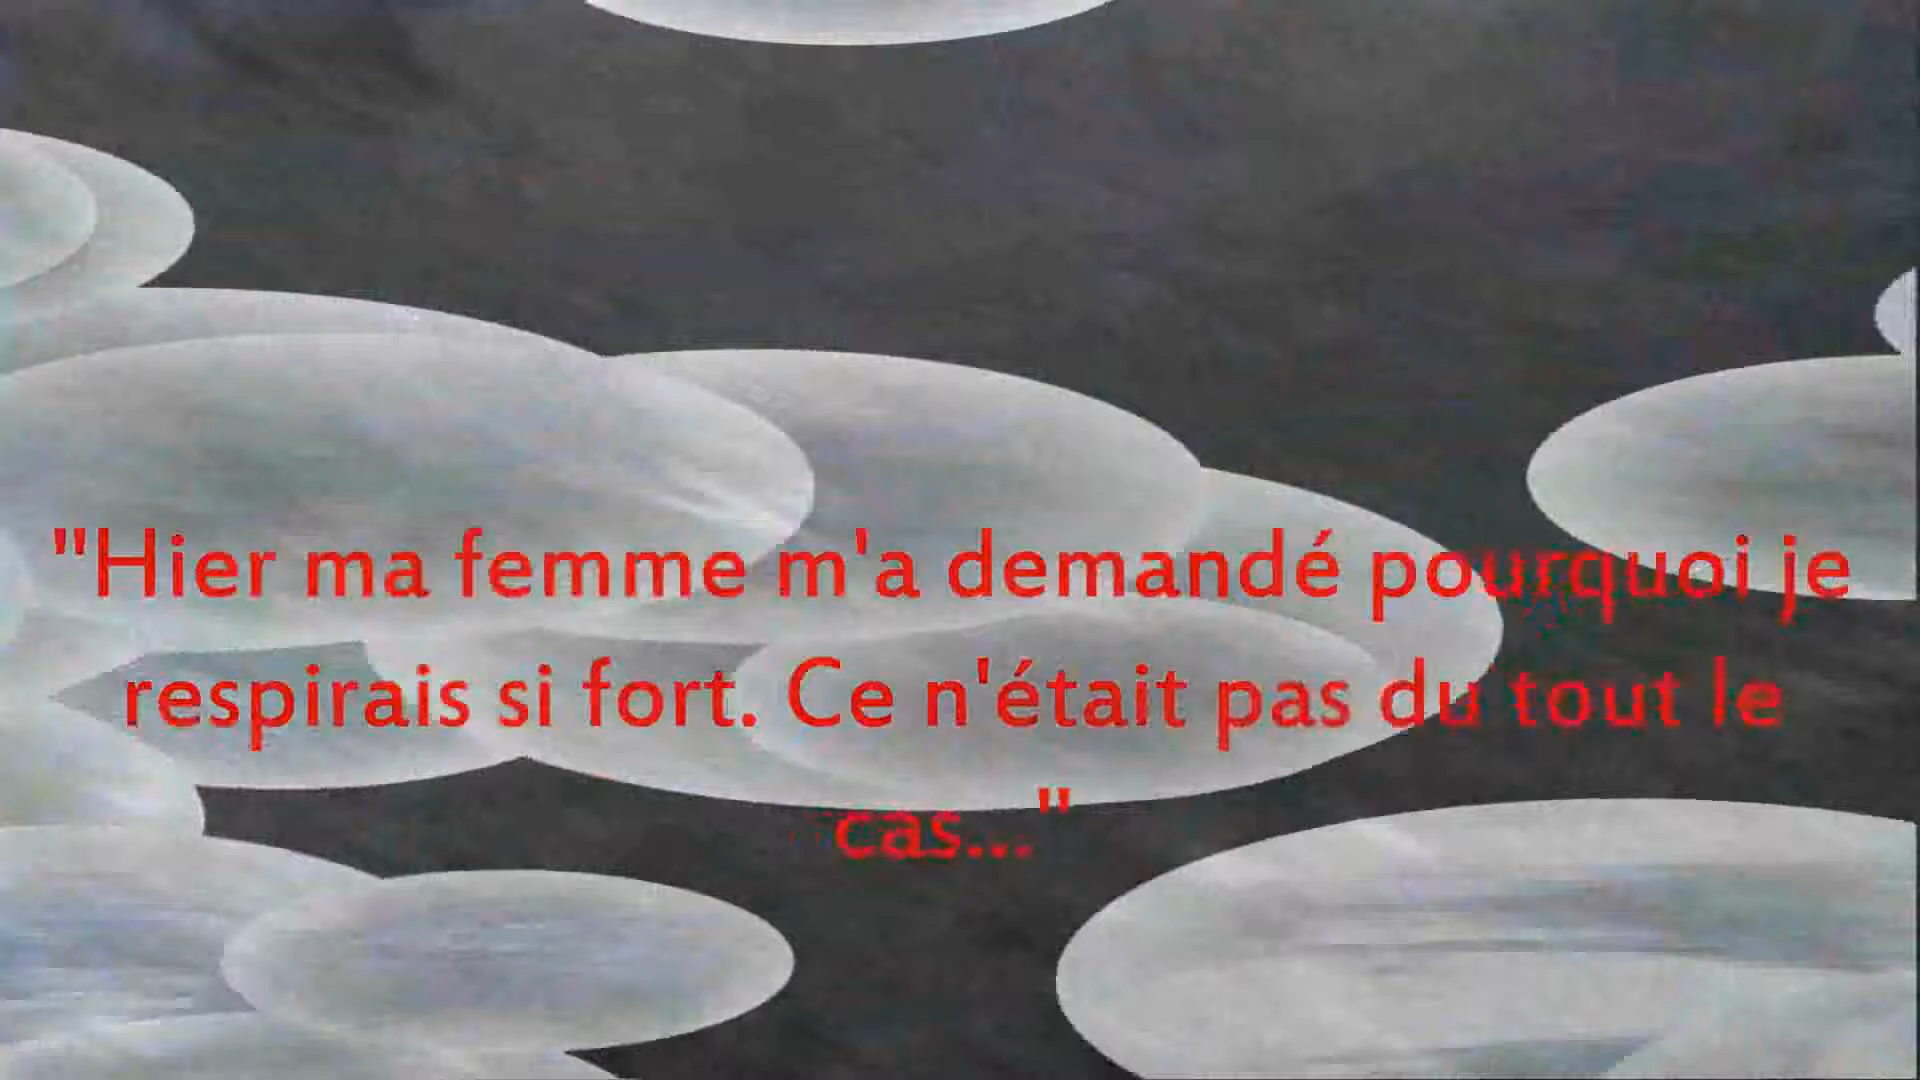 "Hier ma femme m'a demandé pourquoi je
respirais si fort. Ce n'était pas du tout le
cas..."